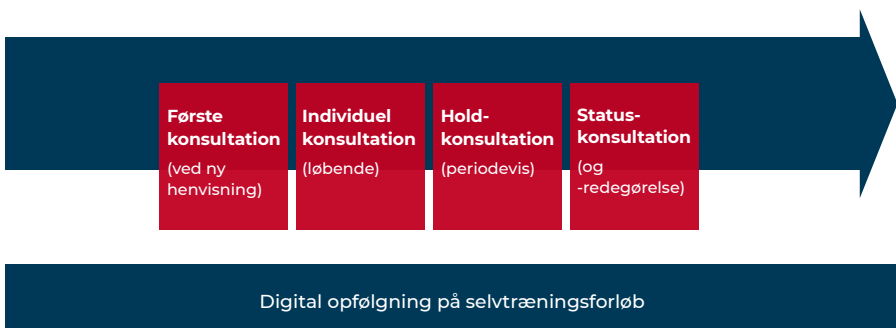 Første
konsultation
(ved ny
henvisning)
Individuel
konsultation
(løbende)
Hold-
konsultation
(periodevis)
Status-
konsultation
(og
-redegørelse)
Digital opfølgning på selvtræningsforløb